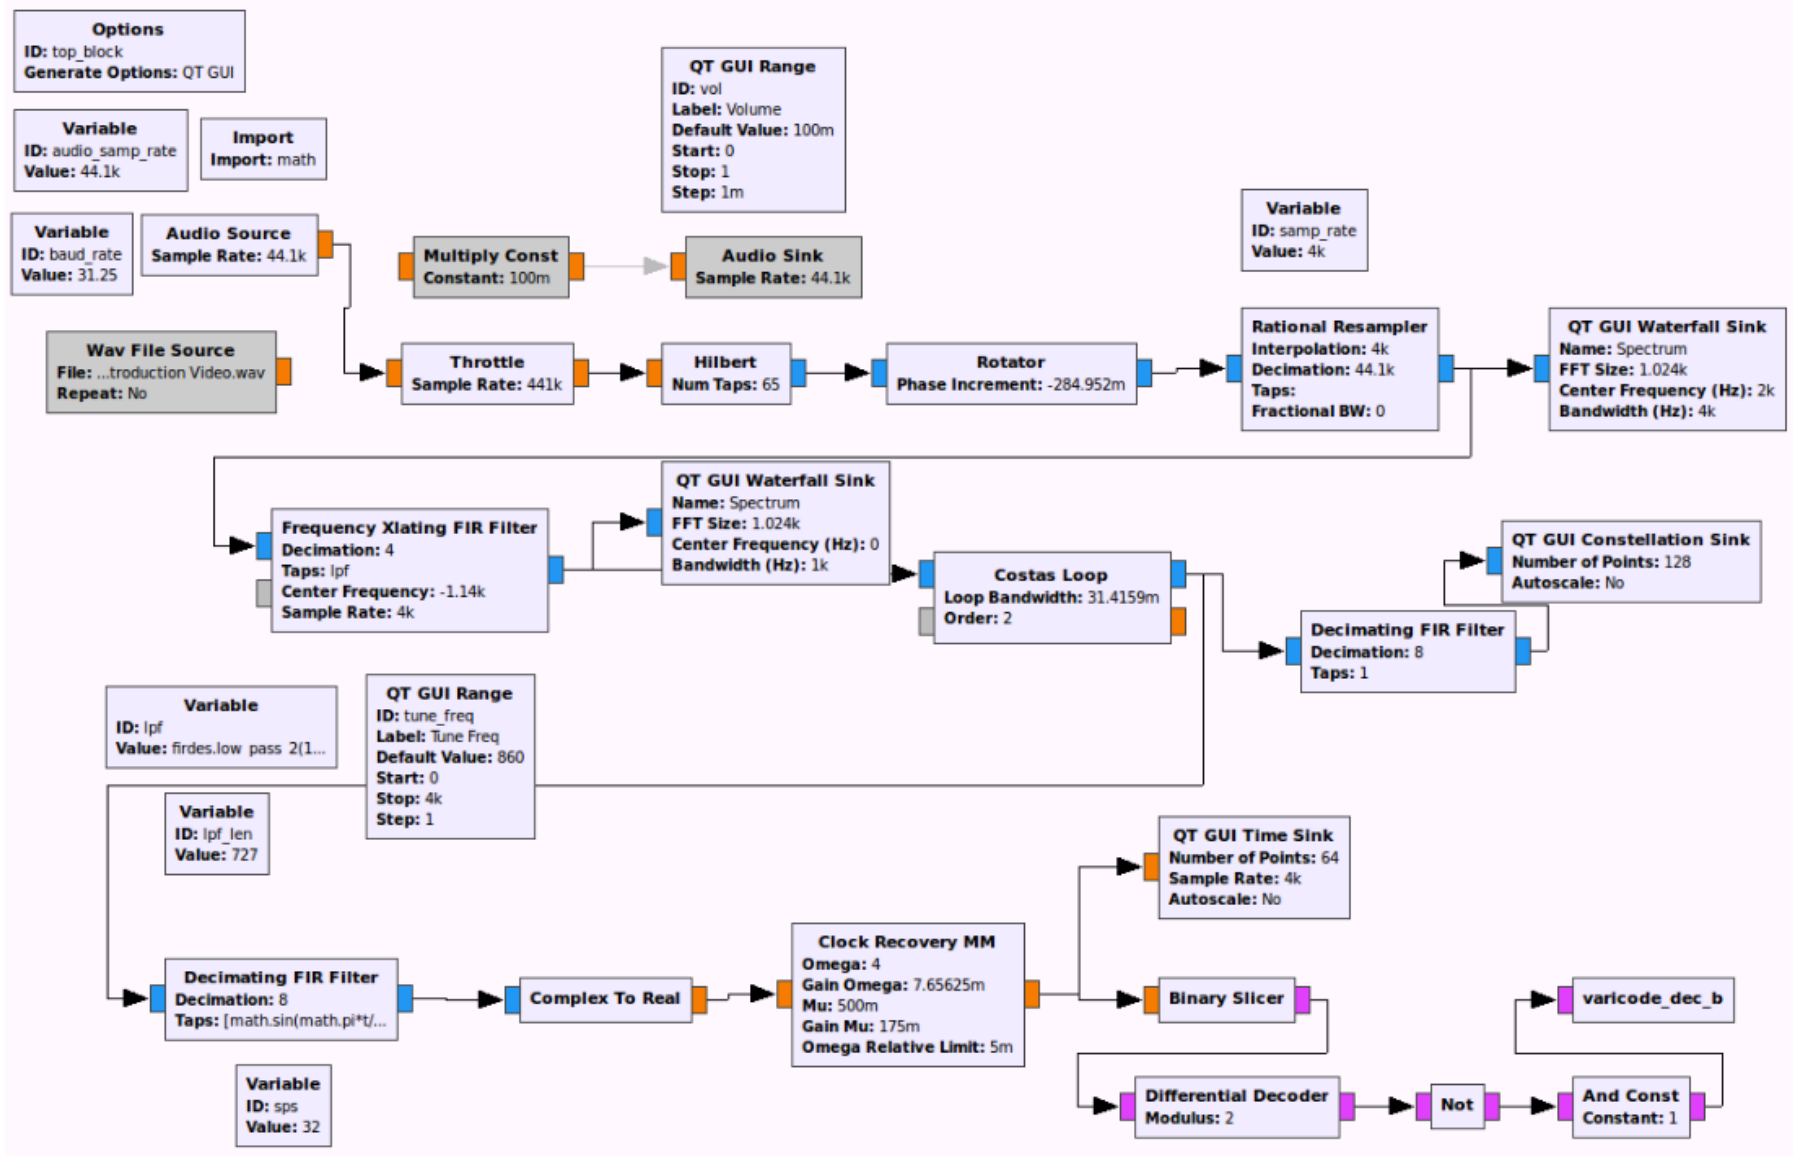 Options
ID: top_block
Generate Options: QT GUI
Variable
ID: audio_samp_rate
Value: 44.1k
Import
Import: math
QT GUI Range
ID: vol
Label: Volume
Default Value: 100m
Start: 0
Stop: 1
Step: 1m
Variable
ID: baud_rate
Value: 31.25
Audio Source
Sample Rate: 44.1k
Multiply Const
Constant: 100m
Audio Sink
Sample Rate: 44.1k
Variable
ID: samp_rate
Value: 4k
Wav File Source
File: ...troduction Video.wav
Repeat: No
Throttle
Sample Rate: 441k
Hilbert
Num Taps: 65
Rotator
Phase Increment: -284.952m
Rational Resampler
Interpolation: 4k
Decimation: 44.1k
Taps:
Fractional BW: 0
QT GUI Waterfall Sink
Name: Spectrum
FFT Size: 1.024k
Center Frequency (Hz): 2k
Bandwidth (Hz): 4k
Frequency Xlating FIR Filter
Decimation: 4
Taps: lpf
Center Frequency: -1.14k
Sample Rate: 4k
QT GUI Waterfall Sink
Name: Spectrum
FFT Size: 1.024k
Center Frequency (Hz): 0
Bandwidth (Hz): 1k
Costas Loop
Loop Bandwidth: 31.4159m
Order: 2
QT GUI Constellation Sink
Number of Points: 128
Autoscale: No
Decimating FIR Filter
Decimation: 8
Taps: 1
Variable
ID: lpf
Value: firdes.low_pass_2(1...
QT GUI Range
ID: tune_freq
Label: Tune Freq
Default Value: 860
Start: 0
Stop: 4k
Step: 1
Variable
ID: lpf_len
Value: 727
QT GUI Time Sink
Number of Points: 64
Sample Rate: 4k
Autoscale: No
Decimating FIR Filter
Decimation: 8
Taps: [math.sin(math.pi*t/...
Complex To Real
Clock Recovery MM
Omega: 4
Gain Omega: 7.65625m
Mu: 500m
Gain Mu: 175m
Omega Relative Limit: 5m
Binary Slicer
varicode_dec_b
Variable
ID: sps
Value: 32
Differential Decoder
Modulus: 2
Not
And Const
Constant: 1